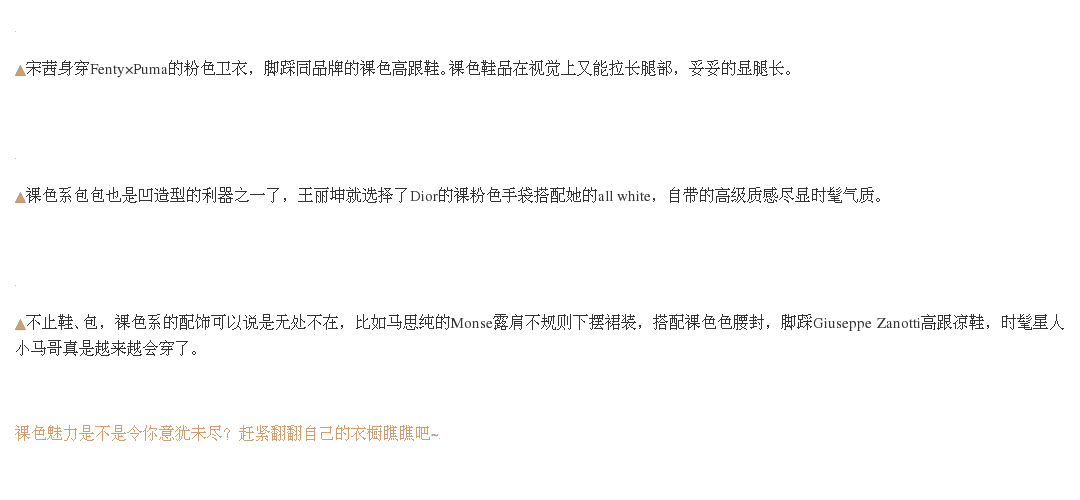 ▲宋茜身穿Fenty×Puma的粉色卫衣，脚踩同品牌的裸色高跟鞋。裸色鞋品在视觉上又能拉长腿部，妥妥的显腿长。
▲裸色系包包也是凹造型的利器之一了，王丽坤就选择了Dior的裸粉色手袋搭配她的all white，自带的高级质感尽显时髦气质。
▲不止鞋、包，裸色系的配饰可以说是无处不在，比如马思纯的Monse露肩不规则下摆裙装，搭配裸色色腰封，脚踩Giuseppe Zanotti高跟凉鞋，时髦星人
小马哥真是越来越会穿了。
裸色魅力是不是令你意犹未尽？赶紧翻翻自己的衣橱瞧瞧吧~